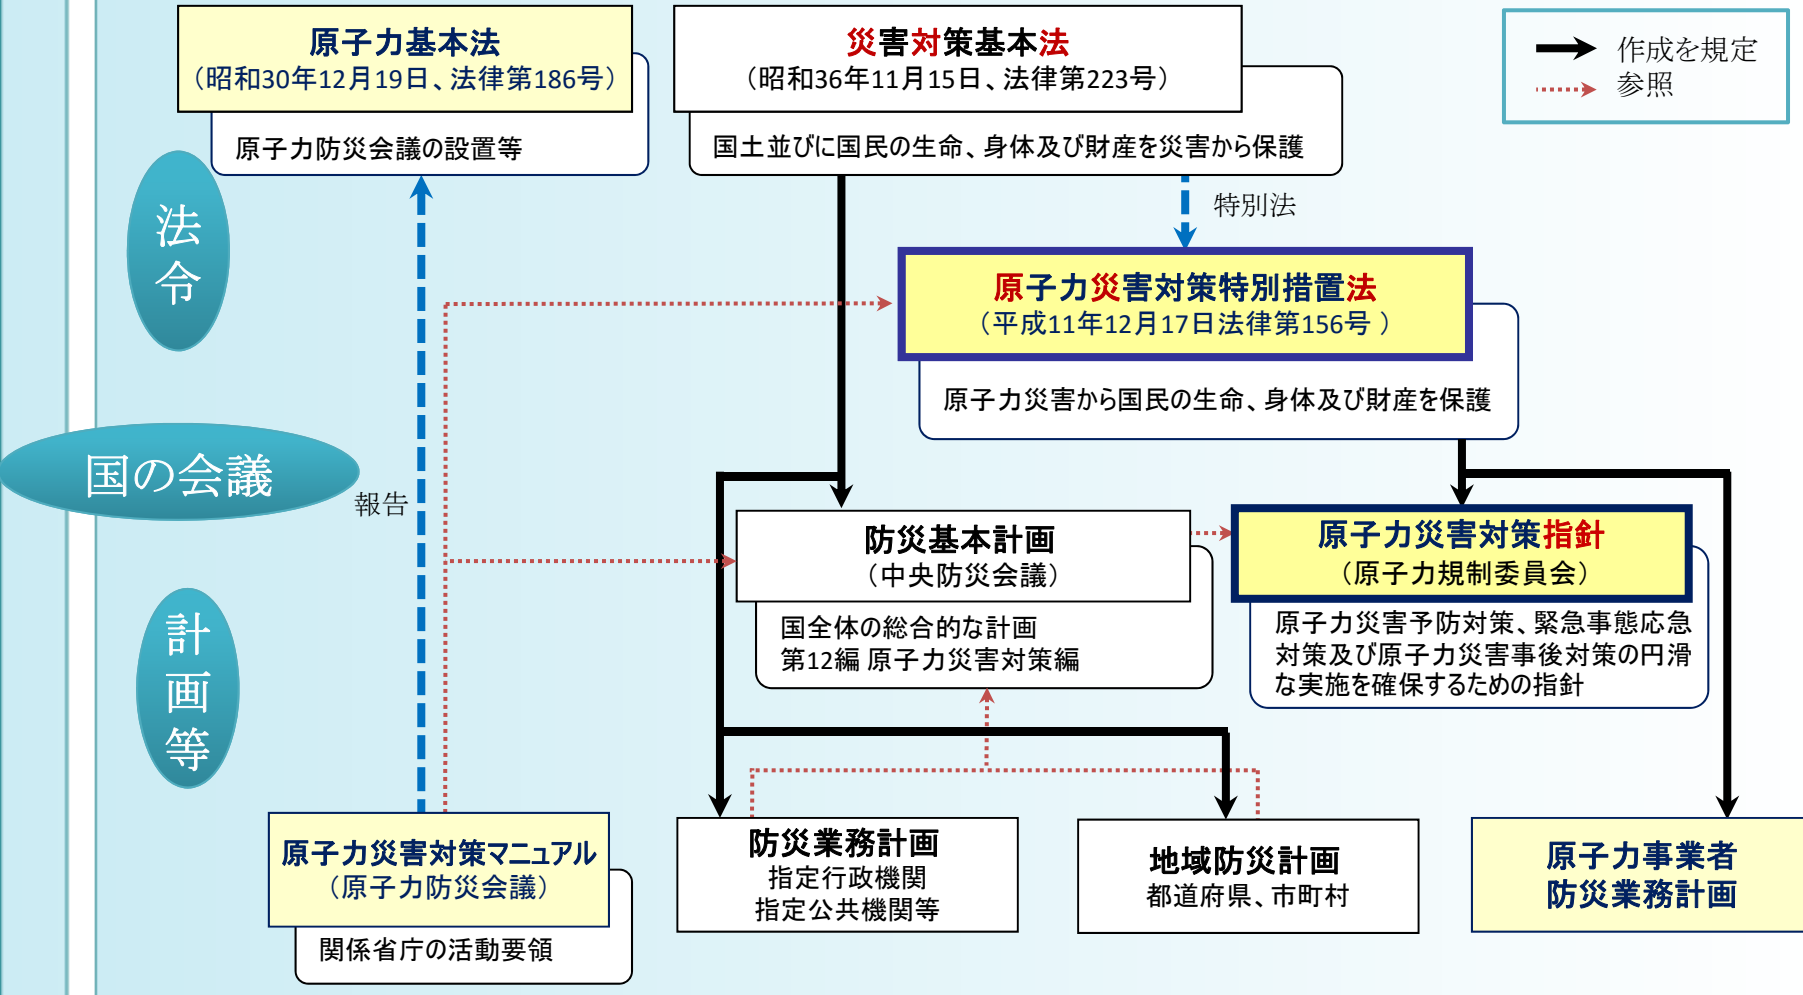 原子力基本法
（昭和30年12月19日、法律第186号）
原子力防災会議の設置等
災害対策基本法
（昭和36年11月15日、法律第223号）
国土並びに国民の生命、身体及び財産を災害から保護
作成を規定
参照
法令
特別法
原子力災害対策特別措置法
（平成11年12月17日法律第156号 ）
原子力災害から国民の生命、身体及び財産を保護
国の会議
報告
防災基本計画
（中央防災会議）
国全体の総合的な計画
第12編 原子力災害対策編
原子力災害対策指針
（原子力規制委員会）
原子力災害予防対策、緊急事態応急
対策及び原子力災害事後対策の円滑
な実施を確保するための指針
計画等
原子力災害対策マニュアル
（原子力防災会議）
関係省庁の活動要領
防災業務計画
指定行政機関
指定公共機関等
地域防災計画
都道府県、市町村
原子力事業者
防災業務計画